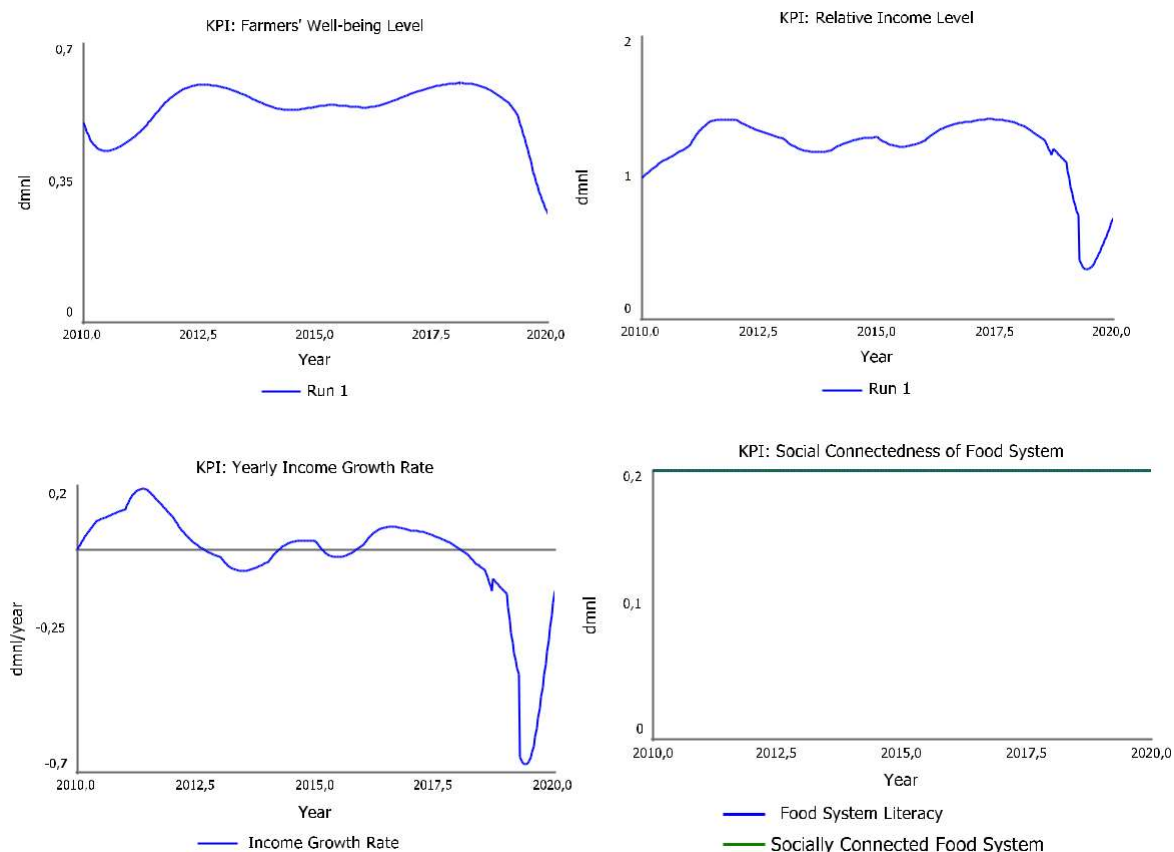 KPI: Farmers' Well-being Level
0,7
0,35
0
dmnl
2010,0 2012,5 2015,0 2017,5 2020,0
Year
Run 1
KPI: Relative Income Level
2
1
0
dmnl
2010,0 2012,5 2015,0 2017,5 2020,0
Year
Run 1
KPI: Yearly Income Growth Rate
0,2
-0,25
-0,7
dmnl/year
2010,0 2012,5 2015,0 2017,5 2020,0
Year
Income Growth Rate
KPI: Social Connectedness of Food System
0,2
0,1
0
dmnl
2010,0 2012,5 2015,0 2017,5 2020,0
Year
Food System Literacy
Socially Connected Food System